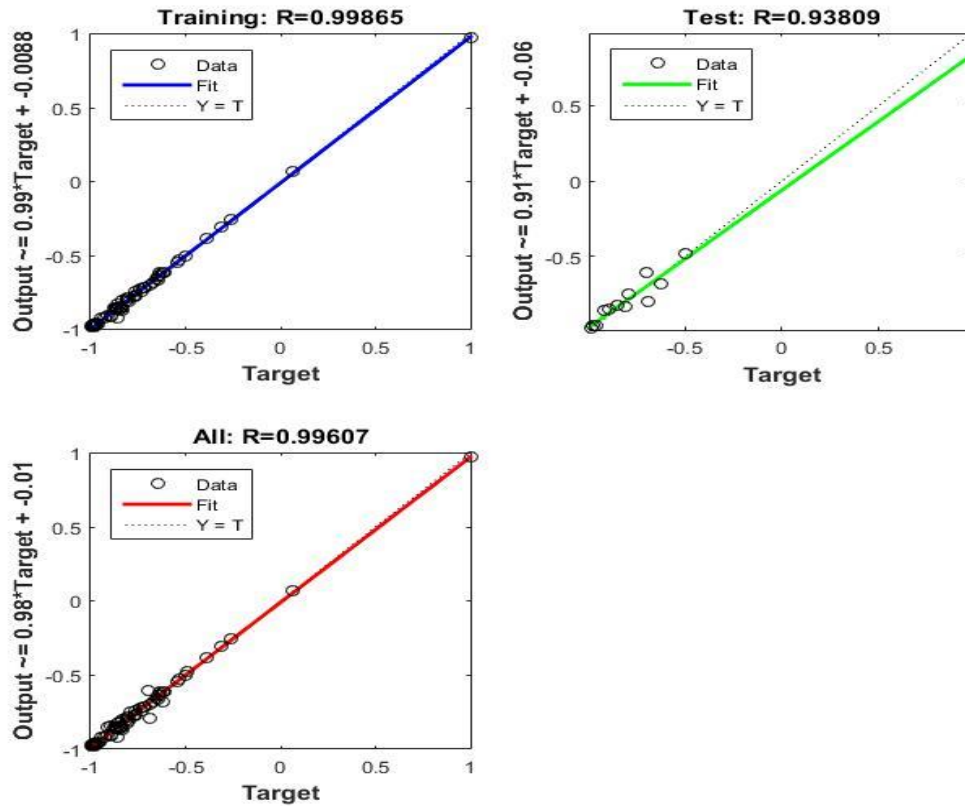 Training: R=0.99865
Output ~= 0.99*Target + -0.0088
1
0.5
0
-0.5
-1
Data
Fit
Y = T
-1
-0.5
0
0.5
1
Target
Test: R=0.93809
Output ~= 0.91*Target + -0.06
0.5
0
-0.5
Data
Fit
Y = T
-0.5
0
0.5
Target
All: R=0.99607
Output ~= 0.98*Target + -0.01
1
0.5
0
-0.5
-1
Data
Fit
Y = T
-1
-0.5
0
0.5
1
Target